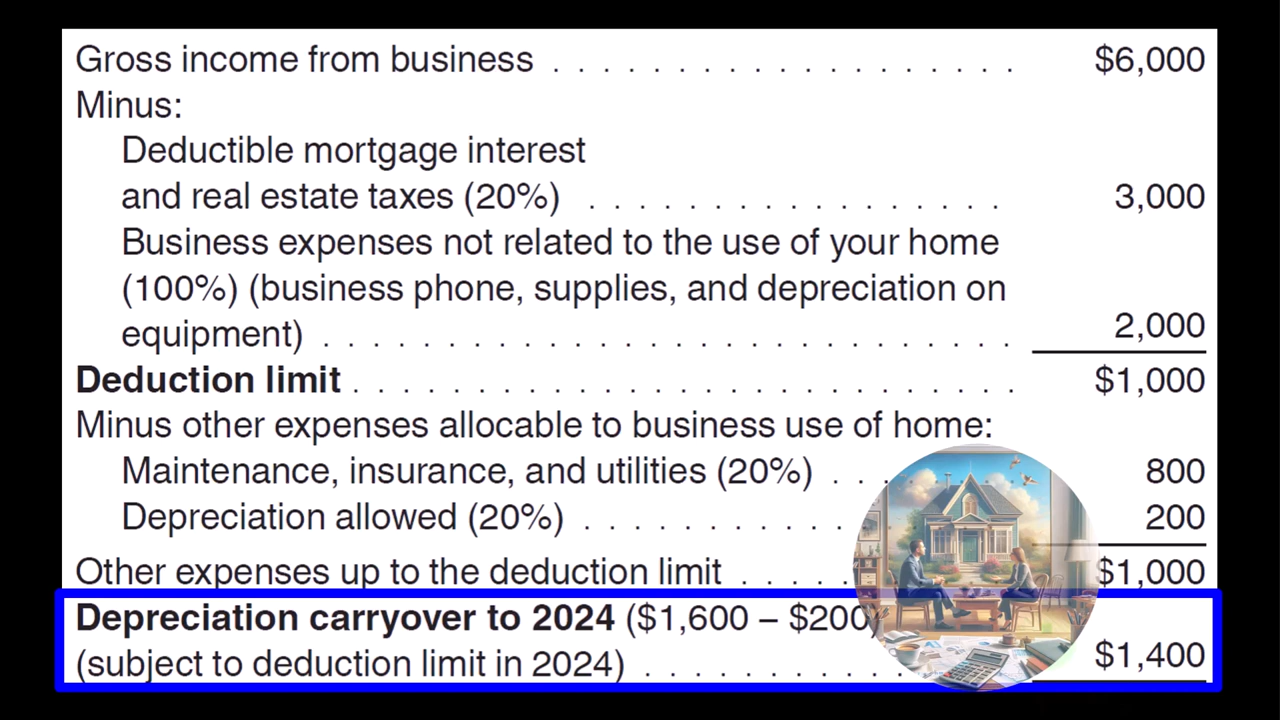 Gross income from business . . . . . . . . . . . . . . . . . . . $6,000
Minus:
Deductible mortgage interest
and real estate taxes (20%) . . . . . . . . . . . . . . . . . 3,000
Business expenses not related to the use of your home
(100%) (business phone, supplies, and depreciation on
equipment) . . . . . . . . . . . . . . . . . . . . . . . . . . . . 2,000
Deduction limit . . . . . . . . . . . . . . . . . . . . . . . . . . . $1,000
Minus other expenses allocable to business use of home:
Maintenance, insurance, and utilities (20%) . . . . . . . 800
Depreciation allowed (20%) . . . . . . . . . . . 200
Other expenses up to the deduction limit . . . . . $1,000
Depreciation carryover to 2024 ($1,600 – $200)
(subject to deduction limit in 2024) . . . . . . . . . . . $1,400